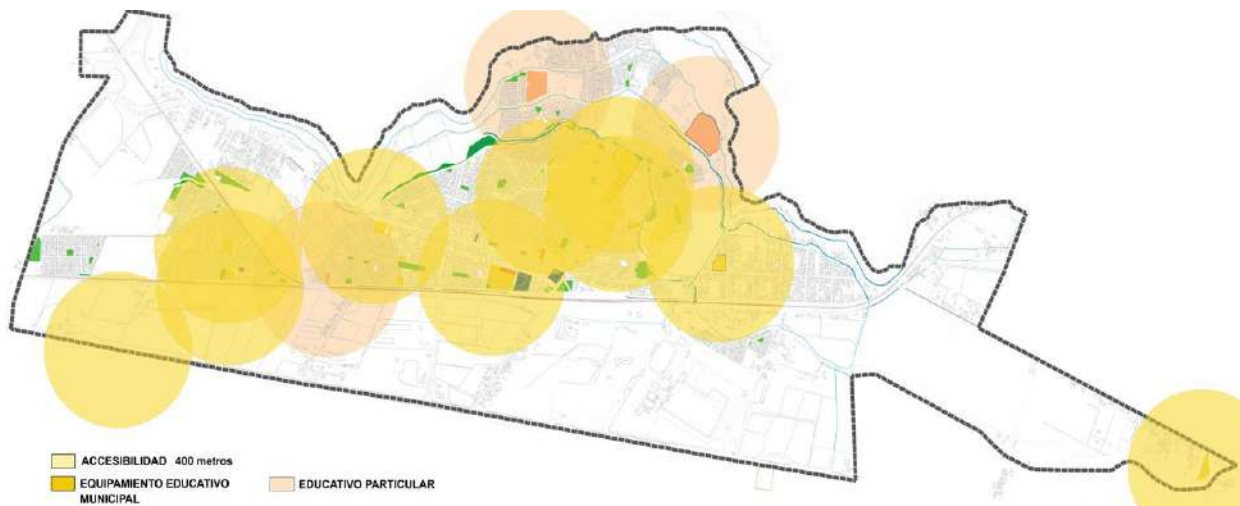 ACCESIBILIDAD 400 metros
EQUIPAMIENTO EDUCATIVO
MUNICIPAL
EDUCATIVO PARTICULAR